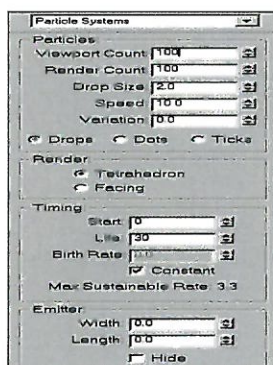 Particle Systems
Particles
Viewport Count: 100
Render Count: 100
Drop Size: 2.0
Speed: 10.0
Variation: 0.0
Drops Dots Ticks
Render
Tetrahedron
Facing
Timing
Start: 0
Life: 30
Birth Rate: 0.0
Constant
Max Sustainable Rate: 3.3
Emitter
Width: 0.0
Length: 0.0
Hide